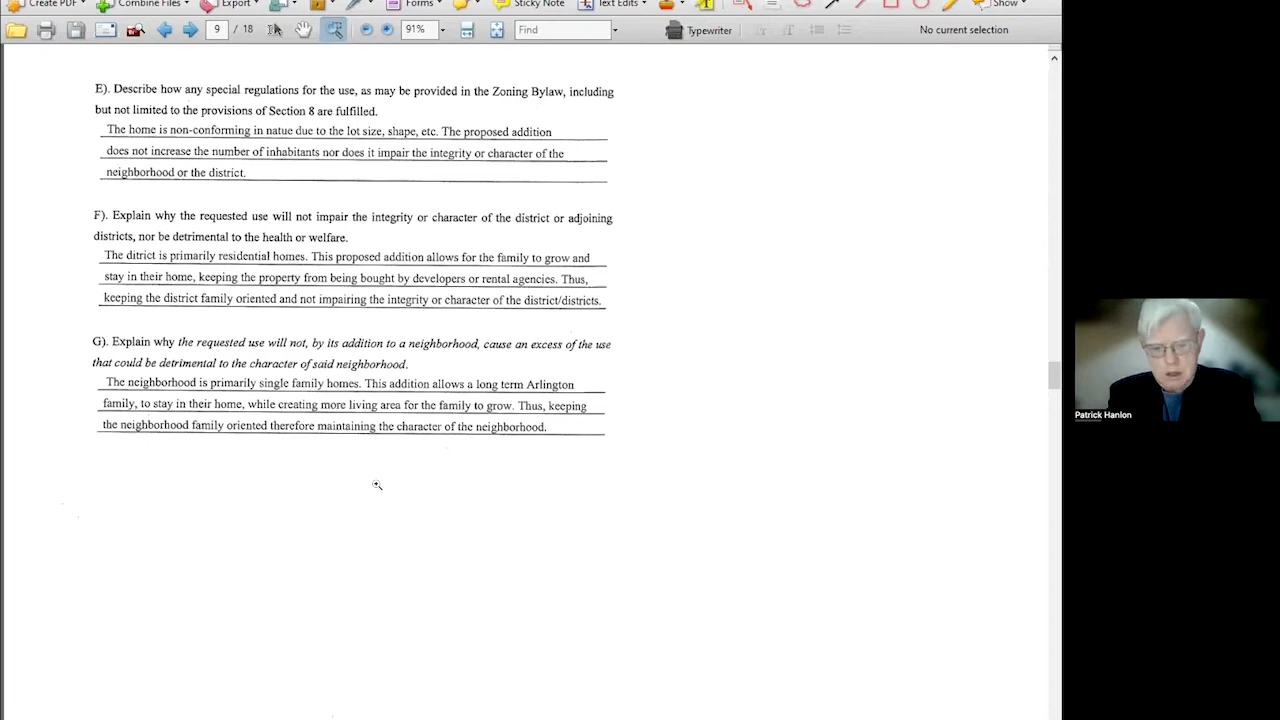 Create PDF Combine Files Export Forms Sticky Note Text Edits Show
9 / 18 91% Find Typewriter No current selection
E). Describe how any special regulations for the use, as may be provided in the Zoning Bylaw, including
but not limited to the provisions of Section 8 are fulfilled.
The home is non-conforming in natue due to the lot size, shape, etc. The proposed addition
does not increase the number of inhabitants nor does it impair the integrity or character of the
neighborhood or the district.
F). Explain why the requested use will not impair the integrity or character of the district or adjoining
districts, nor be detrimental to the health or welfare.
The ditrict is primarily residential homes. This proposed addition allows for the family to grow and
stay in their home, keeping the property from being bought by developers or rental agencies. Thus,
keeping the district family oriented and not impairing the integrity or character of the district/districts.
G). Explain why the requested use will not, by its addition to a neighborhood, cause an excess of the use
that could be detrimental to the character of said neighborhood.
The neighborhood is primarily single family homes. This addition allows a long term Arlington
family, to stay in their home, while creating more living area for the family to grow. Thus, keeping
the neighborhood family oriented therefore maintaining the character of the neighborhood.
Patrick Hanlon